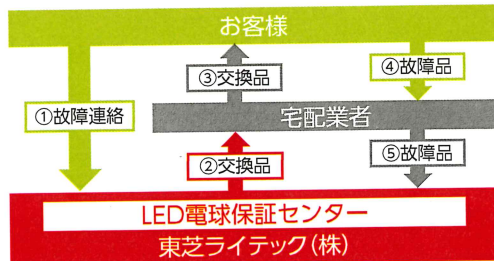 お客様
③交換品
④故障品
①故障連絡
宅配業者
②交換品
⑤故障品
LED電球保証センター
東芝ライテック(株)